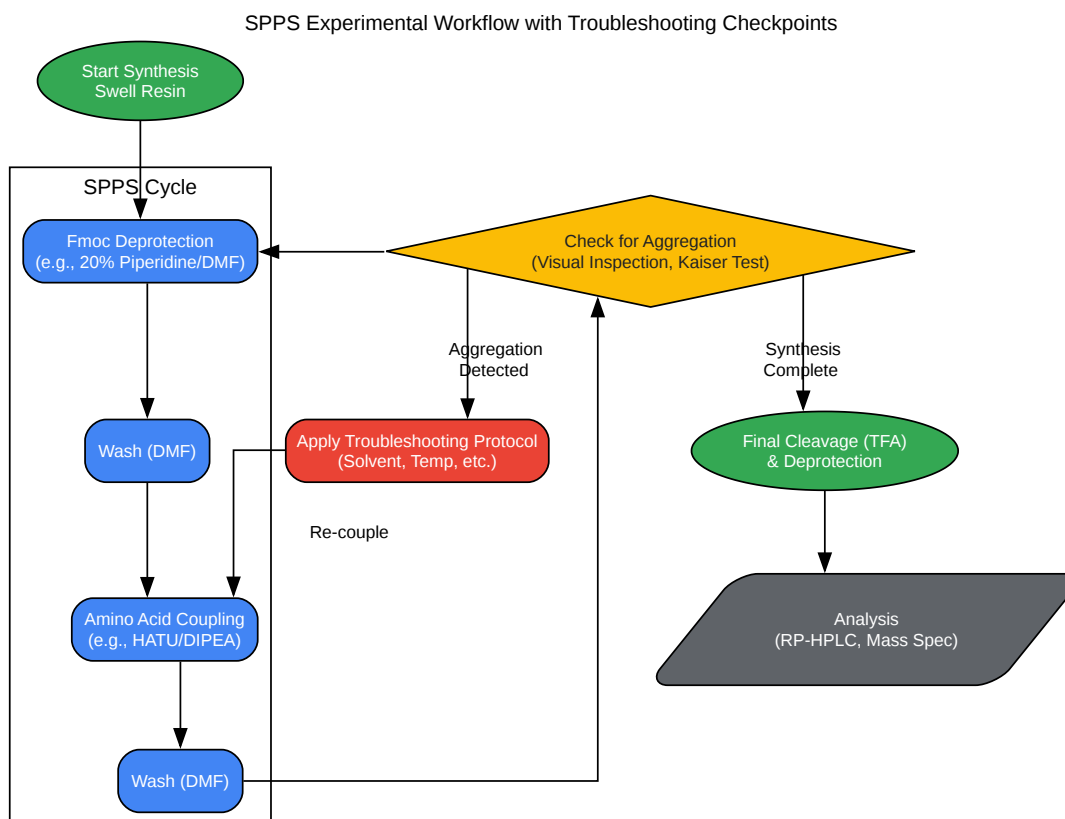 SPPS Experimental Workflow with Troubleshooting Checkpoints
Start Synthesis
Swell Resin
SPPS Cycle
Fmoc Deprotection
(e.g., 20% Piperidine/DMF)
Check for Aggregation
(Visual Inspection, Kaiser Test)
Aggregation
Detected
Synthesis
Complete
Wash (DMF)
Apply Troubleshooting Protocol
(Solvent, Temp, etc.)
Final Cleavage (TFA)
& Deprotection
Re-couple
Amino Acid Coupling
(e.g., HATU/DIPEA)
Analysis
(RP-HPLC, Mass Spec)
Wash (DMF)